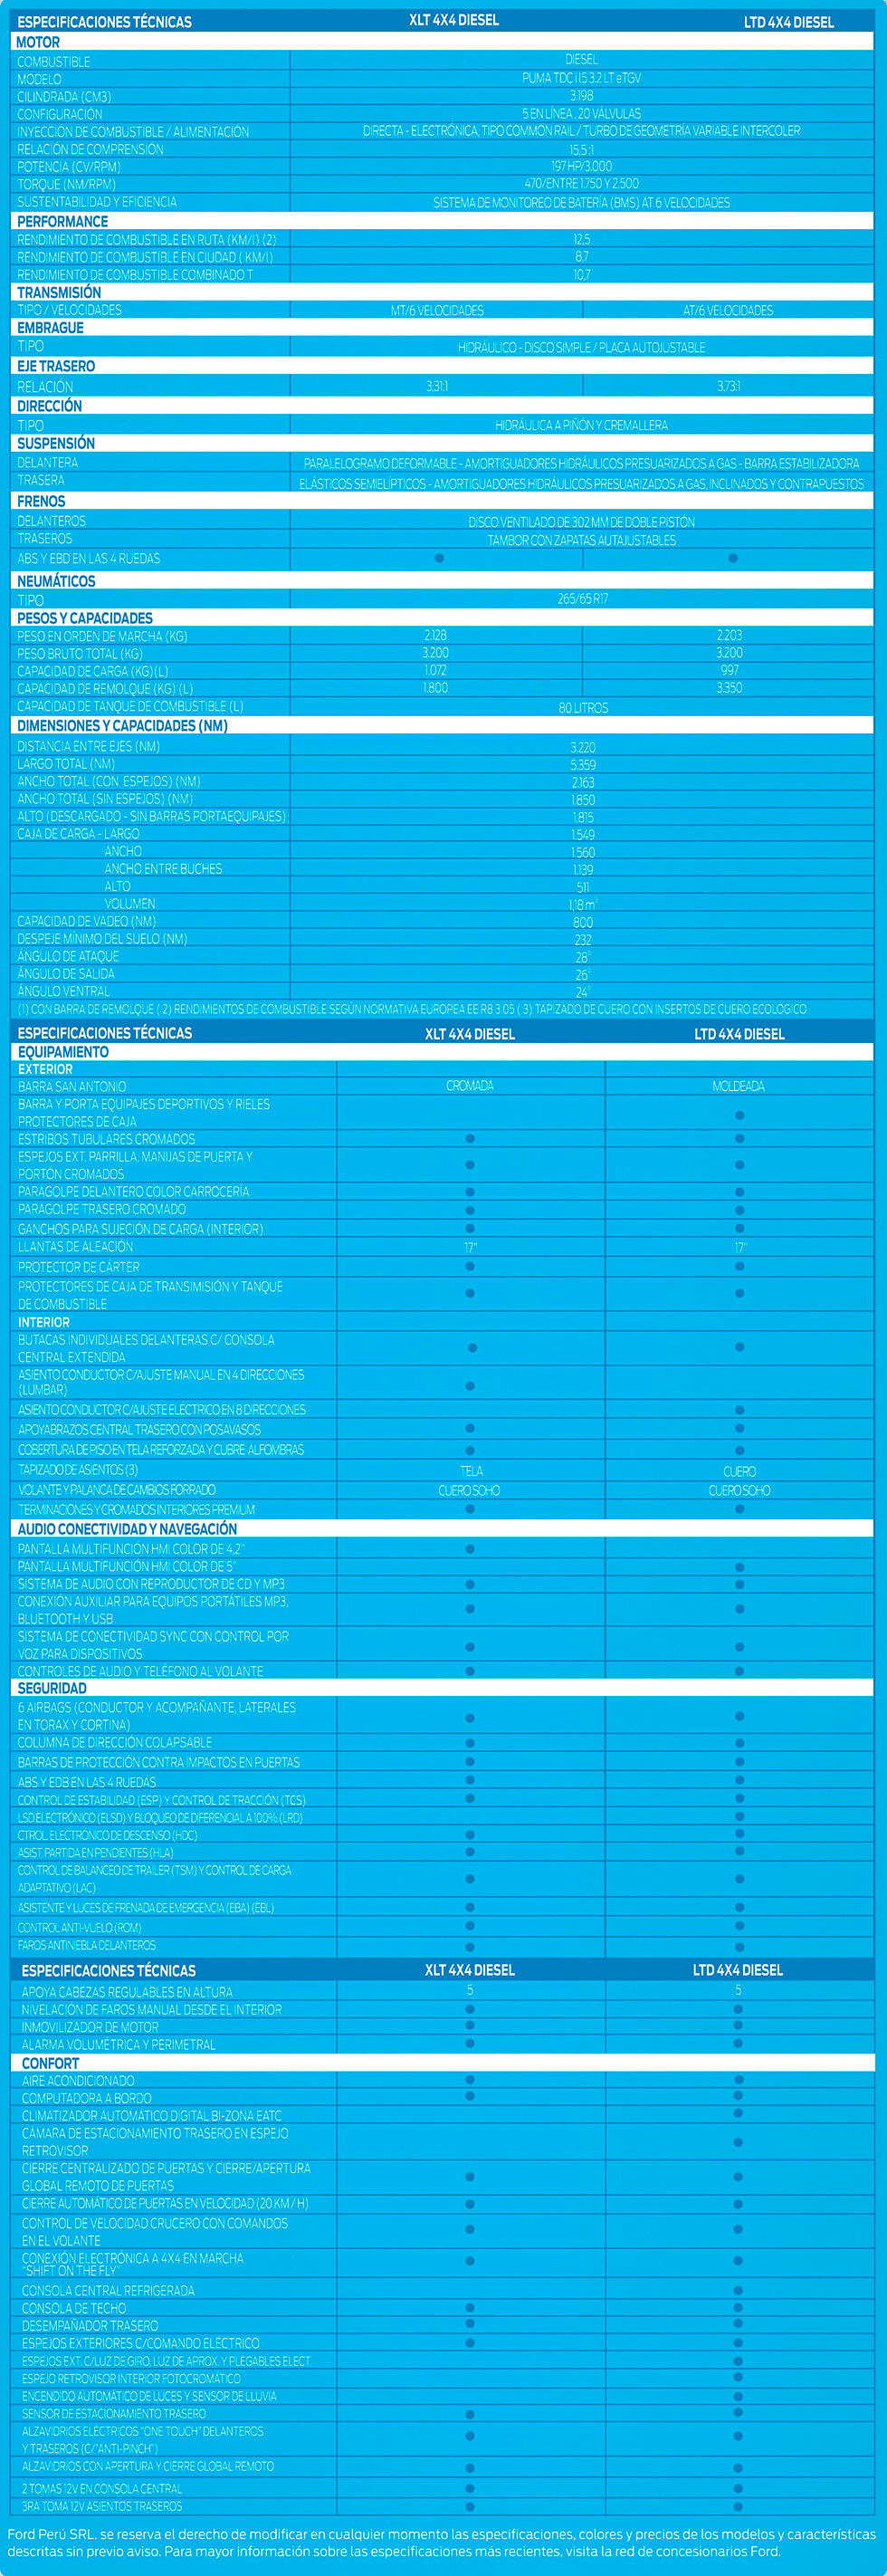 ESPECIFICACIONES TÉCNICAS XLT 4X4 DIESEL LTD 4X4 DIESEL
MOTOR
COMBUSTIBLE DIESEL
MODELO PUMA TDC i I5 3.2 LT eTGV
CILINDRADA (CM3) 3.198
CONFIGURACIÓN 5 EN LÍNEA , 20 VÁLVULAS
INYECCIÓN DE COMBUSTIBLE / ALIMENTACIÓN DIRECTA - ELECTRÓNICA, TIPO COMMON RAIL / TURBO DE GEOMETRÍA VARIABLE INTERCOLER
RELACIÓN DE COMPRENSIÓN 15,5 :1
POTENCIA (CV/RPM) 197 HP/3.000
TORQUE (NM/RPM) 470/ENTRE 1.750 Y 2.500
SUSTENTABILIDAD Y EFICIENCIA SISTEMA DE MONITOREO DE BATERÍA (BMS) AT 6 VELOCIDADES
PERFORMANCE
RENDIMIENTO DE COMBUSTIBLE EN RUTA (KM/l) (2) 12,5
RENDIMIENTO DE COMBUSTIBLE EN CIUDAD ( KM/l) 8.7
RENDIMIENTO DE COMBUSTIBLE COMBINADO T 10,7
TRANSMISIÓN
TIPO / VELOCIDADES MT/6 VELOCIDADES AT/6 VELOCIDADES
EMBRAGUE
TIPO HIDRÁULICO - DISCO SIMPLE / PLACA AUTOJUSTABLE
EJE TRASERO
RELACIÓN 3,31:1 3,73:1
DIRECCIÓN
TIPO HIDRÁULICA A PIÑÓN Y CREMALLERA
SUSPENSIÓN
DELANTERA PARALELOGRAMO DEFORMABLE - AMORTIGUADORES HIDRÁULICOS PRESUARIZADOS A GAS - BARRA ESTABILIZADORA
TRASERA ELÁSTICOS SEMIELÍPTICOS - AMORTIGUADORES HIDRÁULICOS PRESUARIZADOS A GAS, INCLINADOS Y CONTRAPUESTOS
FRENOS
DELANTEROS DISCO VENTILADO DE 302 MM DE DOBLE PISTÓN
TRASEROS TAMBOR CON ZAPATAS AUTAJUSTABLES
ABS Y EBD EN LAS 4 RUEDAS ● ●
NEUMÁTICOS
TIPO 265/65 R17
PESOS Y CAPACIDADES
PESO EN ORDEN DE MARCHA (KG) 2.128 2.203
PESO BRUTO TOTAL (KG) 3.200 3.200
CAPACIDAD DE CARGA (KG)(L) 1.072 997
CAPACIDAD DE REMOLQUE (KG) (L) 1.800 3.350
CAPACIDAD DE TANQUE DE COMBUSTIBLE (L) 80 LITROS
DIMENSIONES Y CAPACIDADES (NM)
DISTANCIA ENTRE EJES (NM) 3.220
LARGO TOTAL (NM) 5.359
ANCHO TOTAL (CON ESPEJOS) (NM) 2.163
ANCHO TOTAL (SIN ESPEJOS) (NM) 1.850
ALTO (DESCARGADO - SIN BARRAS PORTAEQUIPAJES) 1.815
CAJA DE CARGA - LARGO 1.549
ANCHO 1.560
ANCHO ENTRE BUCHES 1.139
ALTO 511
VOLUMEN 1,18 m³
CAPACIDAD DE VADEO (NM) 800
DESPEJE MÍNIMO DEL SUELO (NM) 232
ÁNGULO DE ATAQUE 28°
ÁNGULO DE SALIDA 26°
ÁNGULO VENTRAL 24°
(1) CON BARRA DE REMOLQUE ( 2) RENDIMIENTOS DE COMBUSTIBLE SEGÚN NORMATIVA EUROPEA EE R8 3.05 ( 3) TAPIZADO DE CUERO CON INSERTOS DE CUERO ECOLOGICO
ESPECIFICACIONES TÉCNICAS XLT 4X4 DIESEL LTD 4X4 DIESEL
EQUIPAMIENTO
EXTERIOR
BARRA SAN ANTONIO CROMADA MOLDEADA
BARRA Y PORTA EQUIPAJES DEPORTIVOS Y RIELES
PROTECTORES DE CAJA ●
ESTRIBOS TUBULARES CROMADOS ● ●
ESPEJOS EXT. PARRILLA, MANIJAS DE PUERTA Y
PORTÓN CROMADOS ● ●
PARAGOLPE DELANTERO COLOR CARROCERÍA ● ●
PARAGOLPE TRASERO CROMADO ● ●
GANCHOS PARA SUJECIÓN DE CARGA (INTERIOR) ● ●
LLANTAS DE ALEACIÓN 17" 17"
PROTECTOR DE CÁRTER ● ●
PROTECTORES DE CAJA DE TRANSIMISIÓN Y TANQUE
DE COMBUSTIBLE ● ●
INTERIOR
BUTACAS INDIVIDUALES DELANTERAS C/ CONSOLA
CENTRAL EXTENDIDA ● ●
ASIENTO CONDUCTOR C/AJUSTE MANUAL EN 4 DIRECCIONES
(LUMBAR) ●
ASIENTO CONDUCTOR C/AJUSTE ELÉCTRICO EN 8 DIRECCIONES ●
APOYABRAZOS CENTRAL TRASERO CON POSAVASOS ● ●
COBERTURA DE PISO EN TELA REFORZADA Y CUBRE ALFOMBRAS ● ●
TAPIZADO DE ASIENTOS (3) TELA CUERO
VOLANTE Y PALANCA DE CAMBIOS FORRADO CUERO SOHO CUERO SOHO
TERMINACIONES Y CROMADOS INTERIORES PREMIUM ● ●
AUDIO CONECTIVIDAD Y NAVEGACIÓN
PANTALLA MULTIFUNCIÓN HMI COLOR DE 4,2" ●
PANTALLA MULTIFUNCIÓN HMI COLOR DE 5" ●
SISTEMA DE AUDIO CON REPRODUCTOR DE CD Y MP3 ● ●
CONEXIÓN AUXILIAR PARA EQUIPOS PORTÁTILES MP3,
BLUETOOTH Y USB ● ●
SISTEMA DE CONECTIVIDAD SYNC CON CONTROL POR
VOZ PARA DISPOSITIVOS ● ●
CONTROLES DE AUDIO Y TELÉFONO AL VOLANTE ● ●
SEGURIDAD
6 AIRBAGS (CONDUCTOR Y ACOMPAÑANTE, LATERALES
EN TORAX Y CORTINA) ● ●
COLUMNA DE DIRECCIÓN COLAPSABLE ● ●
BARRAS DE PROTECCIÓN CONTRA IMPACTOS EN PUERTAS ● ●
ABS Y EDB EN LAS 4 RUEDAS ● ●
CONTROL DE ESTABILIDAD (ESP) Y CONTROL DE TRACCIÓN (TCS) ● ●
LSD ELECTRÓNICO (ELSD) Y BLOQUEO DE DIFERENCIAL A 100% (LRD) ●
CTROL. ELECTRÓNICO DE DESCENSO (HDC) ● ●
ASIST. PARTIDA EN PENDIENTES (HLA) ● ●
CONTROL DE BALANCEO DE TRAILER (TSM) Y CONTROL DE CARGA
ADAPTATIVO (LAC) ● ●
ASISTENTE Y LUCES DE FRENADA DE EMERGENCIA (EBA) (EBL) ● ●
CONTROL ANTI-VUELO (ROM) ● ●
FAROS ANTINIEBLA DELANTEROS ● ●
ESPECIFICACIONES TÉCNICAS XLT 4X4 DIESEL LTD 4X4 DIESEL
APOYA CABEZAS REGULABLES EN ALTURA 5 5
NIVELACIÓN DE FAROS MANUAL DESDE EL INTERIOR ● ●
INMOVILIZADOR DE MOTOR ● ●
ALARMA VOLUMÉTRICA Y PERIMETRAL ● ●
CONFORT
AIRE ACONDICIONADO ● ●
COMPUTADORA A BORDO ● ●
CLIMATIZADOR AUTOMÁTICO DIGITAL BI-ZONA EATC ●
CÁMARA DE ESTACIONAMIENTO TRASERO EN ESPEJO
RETROVISOR ●
CIERRE CENTRALIZADO DE PUERTAS Y CIERRE/APERTURA
GLOBAL REMOTO DE PUERTAS ● ●
CIERRE AUTOMÁTICO DE PUERTAS EN VELOCIDAD (20 KM / H) ● ●
CONTROL DE VELOCIDAD CRUCERO CON COMANDOS
EN EL VOLANTE ● ●
CONEXIÓN ELECTRÓNICA A 4X4 EN MARCHA
"SHIFT ON THE FLY" ● ●
CONSOLA CENTRAL REFRIGERADA ●
CONSOLA DE TECHO ● ●
DESEMPAÑADOR TRASERO ● ●
ESPEJOS EXTERIORES C/COMANDO ELÉCTRICO ● ●
ESPEJOS EXT. C/LUZ DE GIRO, LUZ DE APROX. Y PLEGABLES ELECT. ●
ESPEJO RETROVISOR INTERIOR FOTOCROMÁTICO ●
ENCENDIDO AUTOMÁTICO DE LUCES Y SENSOR DE LLUVIA ●
SENSOR DE ESTACIONAMIENTO TRASERO ● ●
ALZAVIDRIOS ELÉCTRICOS "ONE TOUCH" DELANTEROS
Y TRASEROS (C/"ANTI-PINCH") ● ●
ALZAVIDRIOS CON APERTURA Y CIERRE GLOBAL REMOTO ● ●
2 TOMAS 12V EN CONSOLA CENTRAL ● ●
3RA TOMA 12V ASIENTOS TRASEROS ● ●
Ford Perú SRL. se reserva el derecho de modificar en cualquier momento las especificaciones, colores y precios de los modelos y características
descritas sin previo aviso. Para mayor información sobre las especificaciones más recientes, visita la red de concesionarios Ford.